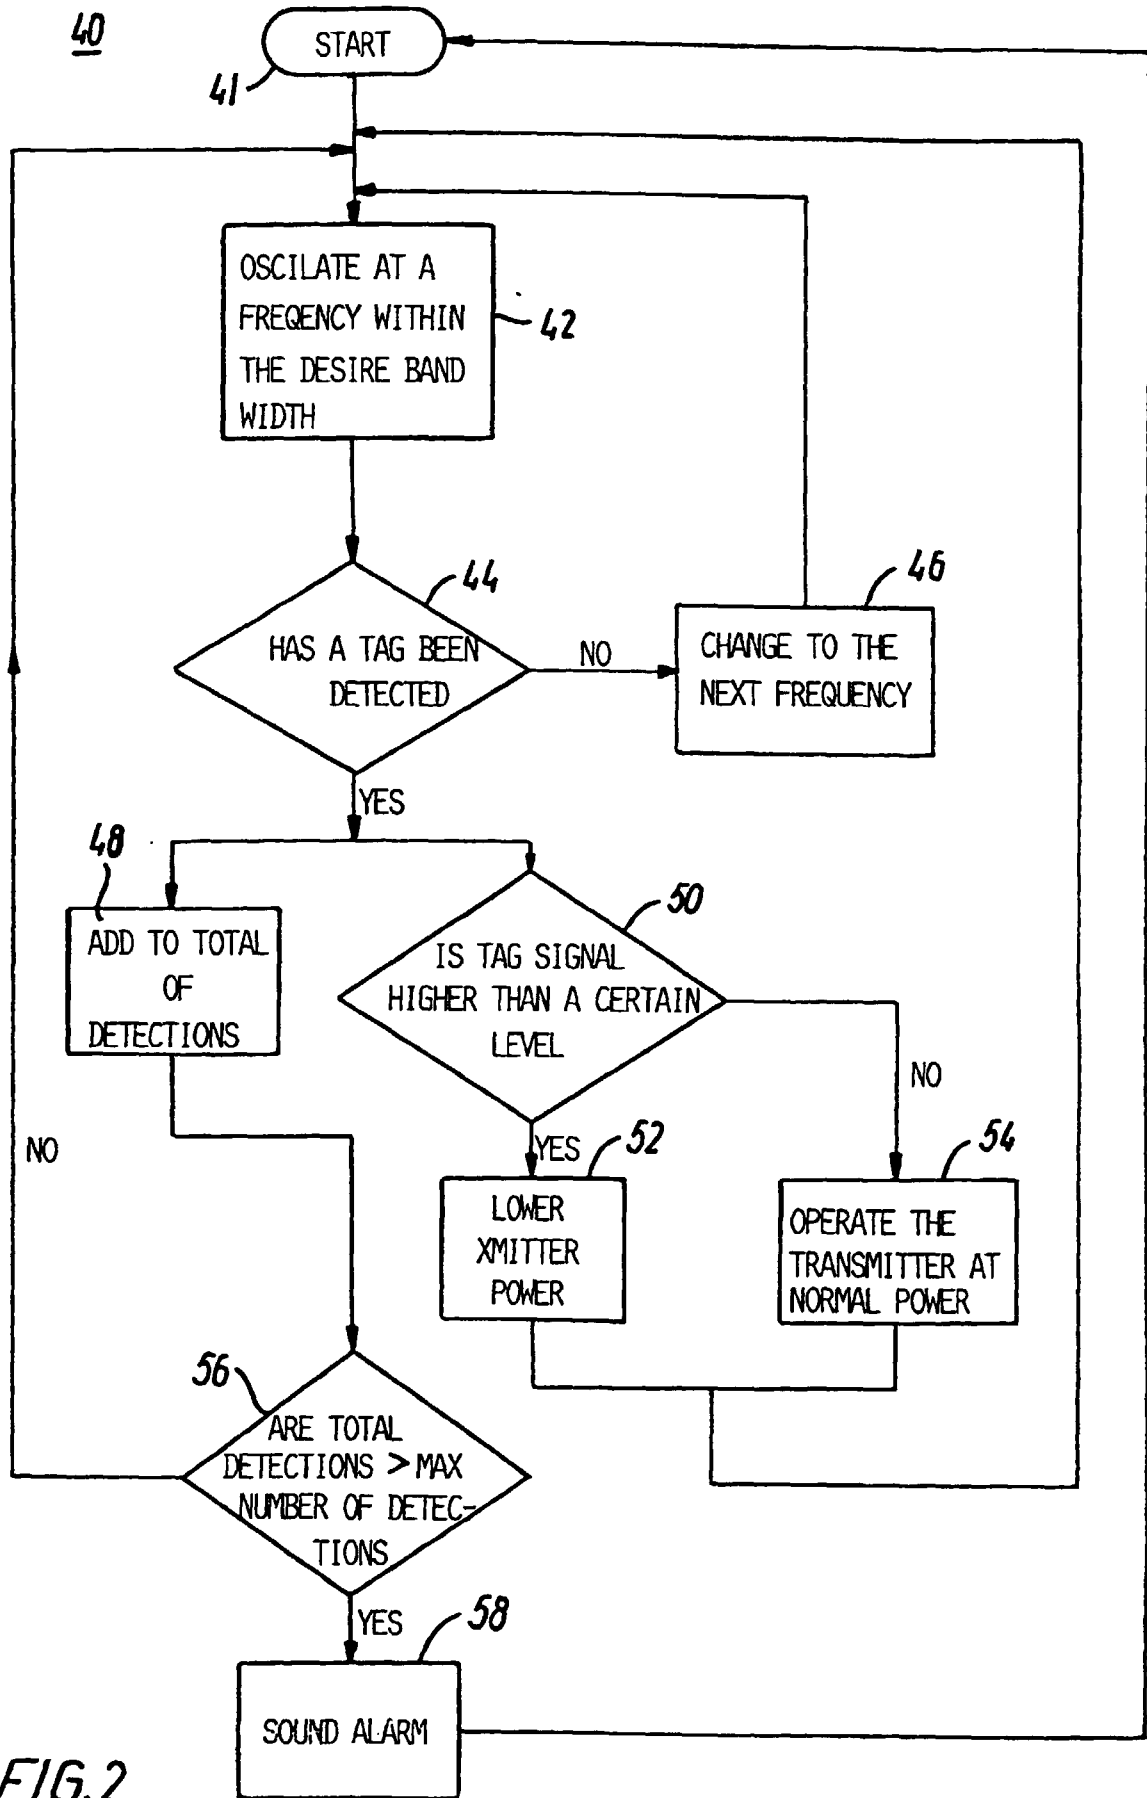 40
START
41
OSCILATE AT A
FREQENCY WITHIN
THE DESIRE BAND
WIDTH
42
44
HAS A TAG BEEN
DETECTED
NO
46
CHANGE TO THE
NEXT FREQUENCY
YES
48
ADD TO TOTAL
OF
DETECTIONS
50
IS TAG SIGNAL
HIGHER THAN A CERTAIN
LEVEL
NO
NO
YES
52
LOWER
XMITTER
POWER
54
OPERATE THE
TRANSMITTER AT
NORMAL POWER
56
ARE TOTAL
DETECTIONS > MAX
NUMBER OF DETEC-
TIONS
YES
58
SOUND ALARM
FIG.2